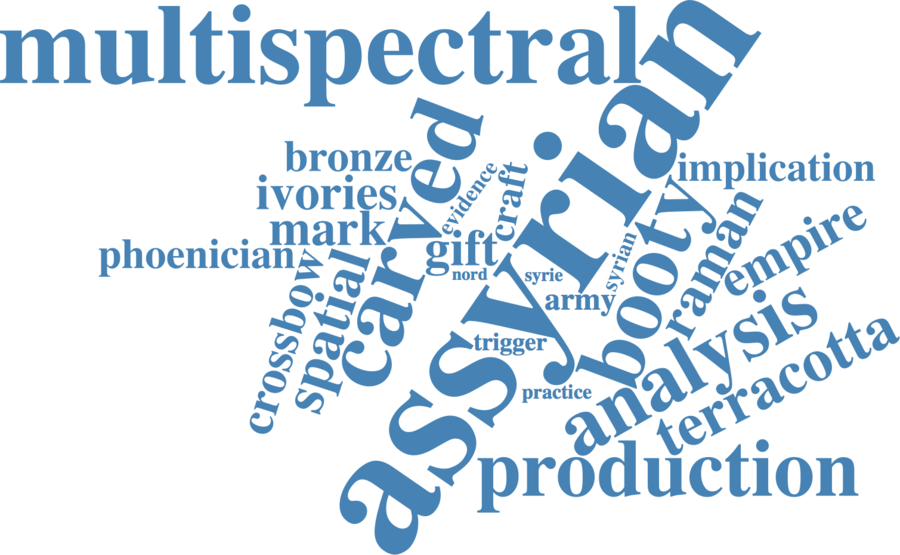 multispectral
assyrian
carved
bronze
evidence
craft
implication
ivories
mark
phoenician
gift
nord
syrie
syrian
booty
raman
empire
army
crossbow
spatial
trigger
practice
analysis
terracotta
production